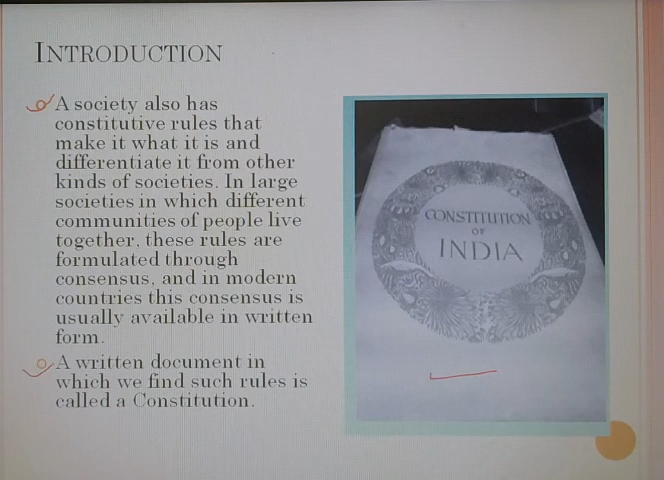 INTRODUCTION
A society also has
constitutive rules that
make it what it is and
differentiate it from other
kinds of societies. In large
societies in which different
communities of people live
together, these rules are
formulated through
consensus, and in modern
countries this consensus is
usually available in written
form.
A written document in
which we find such rules is
called a Constitution.
CONSTITUTION
OF
INDIA